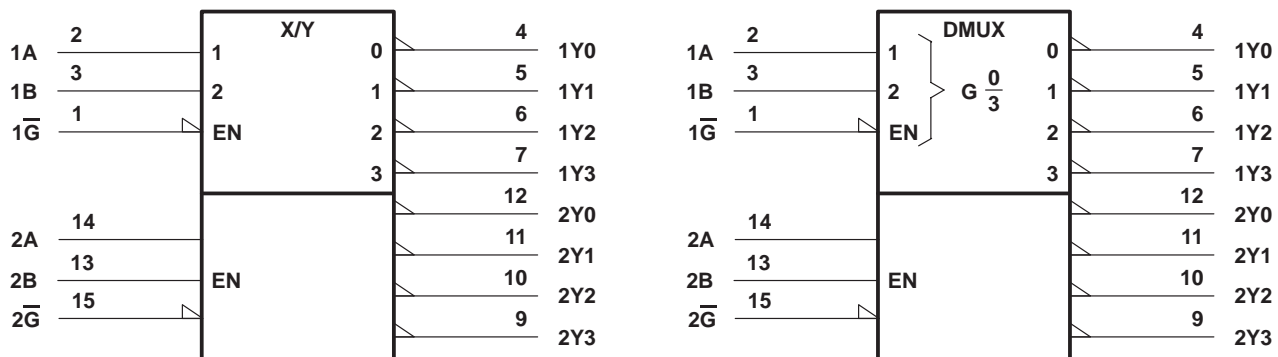 X/Y
1A 2 1 0 4 1Y0
1B 3 2 1 5 1Y1
1G̅ 1 EN 2 6 1Y2
3 7 1Y3
12 2Y0
2A 14 11 2Y1
2B 13 EN 10 2Y2
2G̅ 15 9 2Y3
DMUX
1A 2 1 0 4 1Y0
1B 3 2 G 0/3 1 5 1Y1
1G̅ 1 EN 2 6 1Y2
3 7 1Y3
12 2Y0
2A 14 11 2Y1
2B 13 EN 10 2Y2
2G̅ 15 9 2Y3